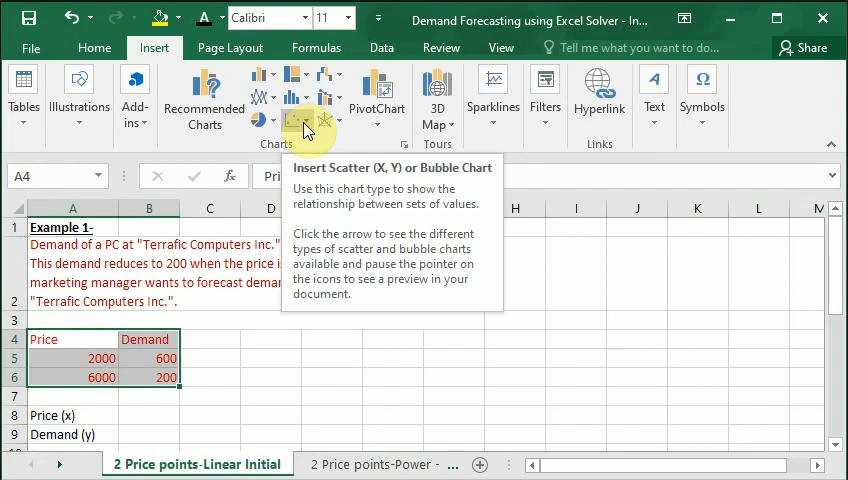 Calibri
11
Demand Forecasting using Excel Solver - In...
File
Home
Insert
Page Layout
Formulas
Data
Review
View
Tell me what you want to do...
Share
Tables
Illustrations
Add-
ins
Recommended
Charts
PivotChart
3D
Map
Sparklines
Filters
Hyperlink
Text
Symbols
Charts
Tours
Links
A4
fx
Pri
Insert Scatter (X, Y) or Bubble Chart
Use this chart type to show the
relationship between sets of values.
Click the arrow to see the different
types of scatter and bubble charts
available and pause the pointer on
the icons to see a preview in your
document.
A B C D H I J K L M
1 Example 1-
Demand of a PC at "Terrafic Computers Inc."
This demand reduces to 200 when the price is
marketing manager wants to forecast deman
2 "Terrafic Computers Inc.".
3
4 Price Demand
5 2000 600
6 6000 200
7
8 Price (x)
9 Demand (y)
2 Price points-Linear Initial
2 Price points-Power - ...